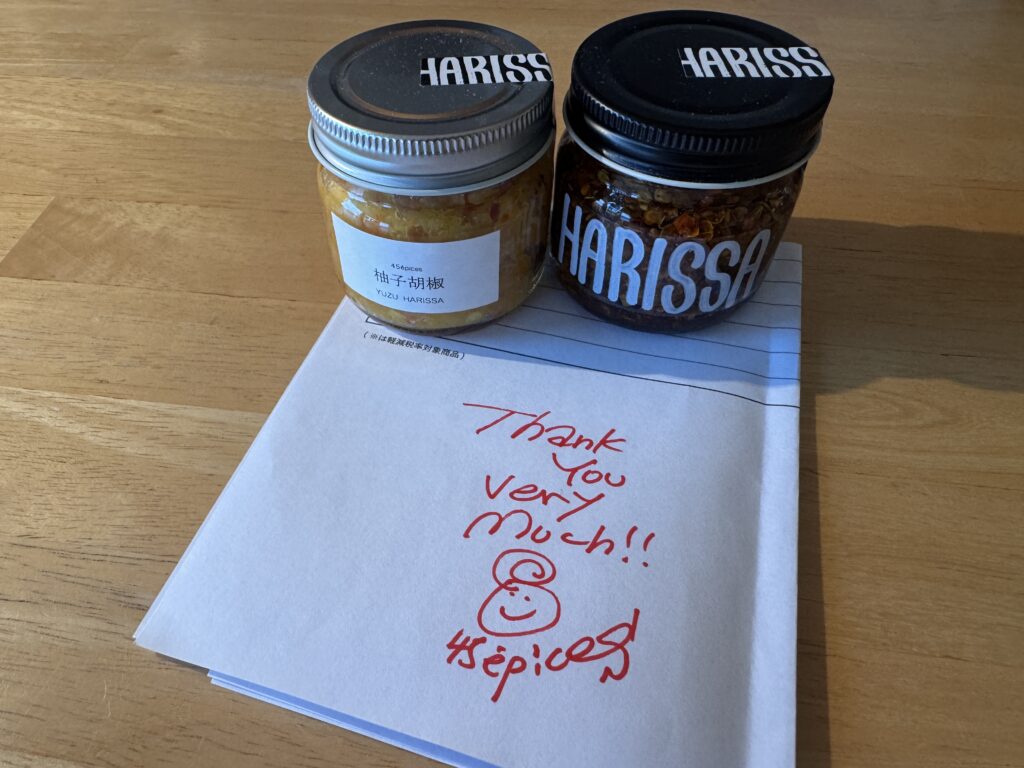 HARISS
HARISS
45épices
柚子胡椒
YUZU HARISSA
HARISSA
(※は軽減税率対象商品)
Thank
You
very
Much!!
45épices